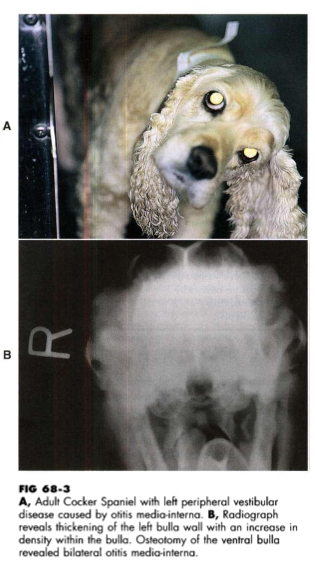 A
B
R
FIG 68-3
A, Adult Cocker Spaniel with left peripheral vestibular
disease caused by otitis media-interna. B, Radiograph
reveals thickening of the left bulla wall with an increase in
density within the bulla. Osteotomy of the ventral bulla
revealed bilateral otitis media-interna.